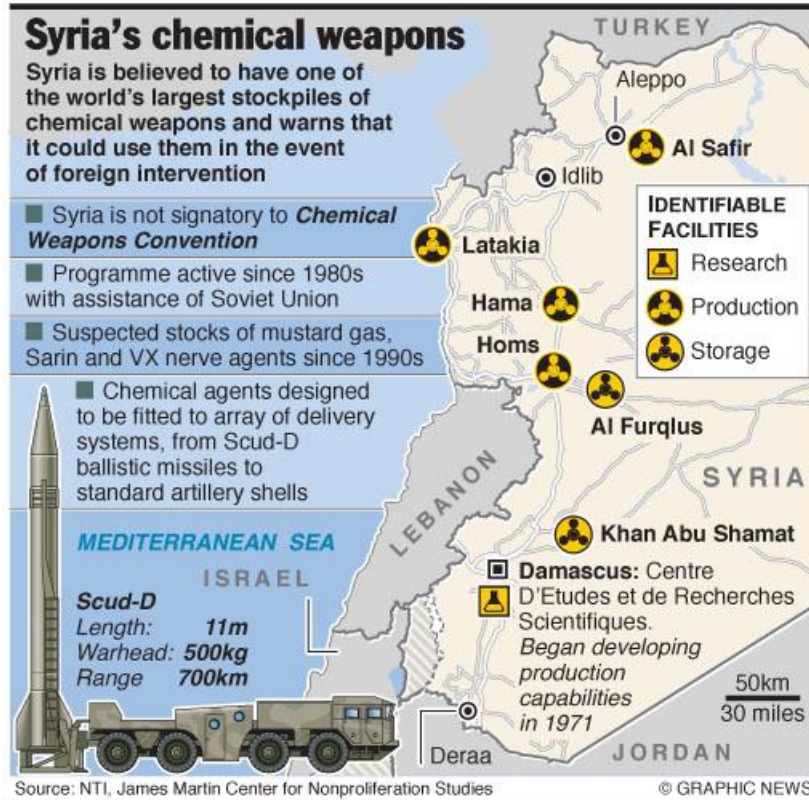 Syria's chemical weapons
Syria is believed to have one of
the world's largest stockpiles of
chemical weapons and warns that
it could use them in the event
of foreign intervention
Syria is not signatory to Chemical
Weapons Convention
Programme active since 1980s
with assistance of Soviet Union
Suspected stocks of mustard gas,
Sarin and VX nerve agents since 1990s
Chemical agents designed
to be fitted to array of delivery
systems, from Scud-D
ballistic missiles to
standard artillery shells
MEDITERRANEAN SEA
ISRAEL
Scud-D
Length: 11m
Warhead: 500kg
Range 700km
TURKEY
Aleppo
Al Safir
Idlib
Latakia
Hama
Homs
Al Furqlus
IDENTIFIABLE
FACILITIES
Research
Production
Storage
SYRIA
LEBANON
Khan Abu Shamat
Damascus: Centre
D'Etudes et de Recherches
Scientifiques.
Began developing
production
capabilities
in 1971
50km
30 miles
Deraa
JORDAN
Source: NTI, James Martin Center for Nonproliferation Studies
© GRAPHIC NEWS